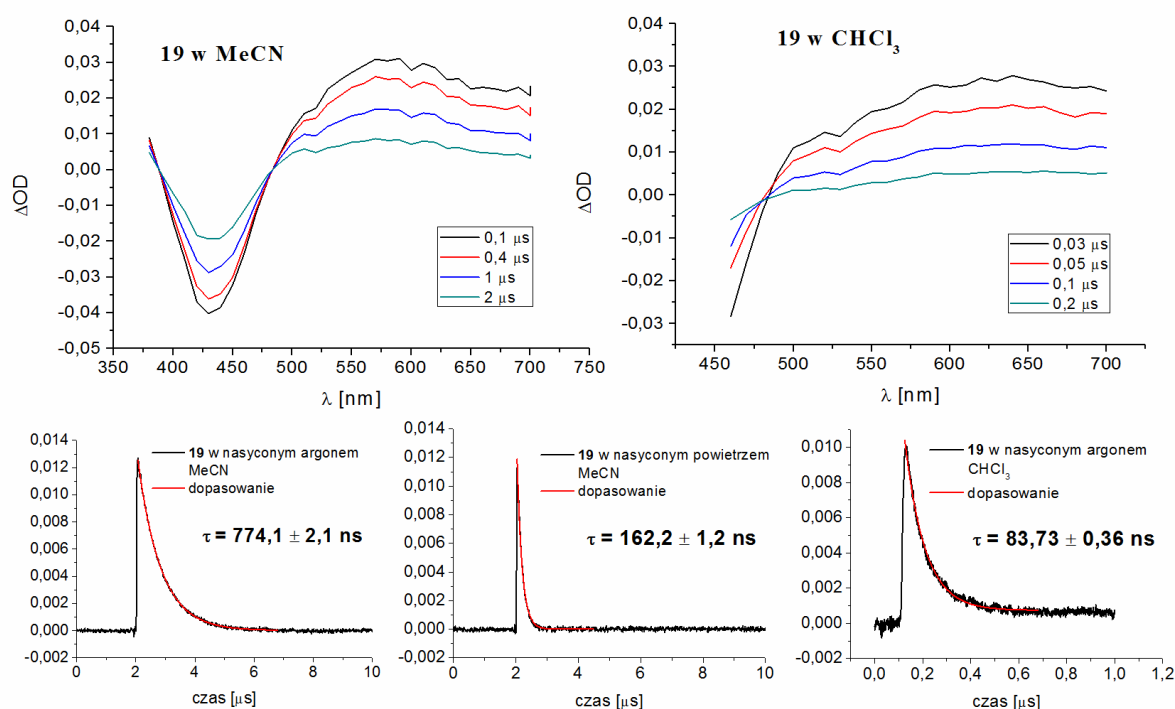 19 w MeCN
ΔOD
0,04
0,03
0,02
0,01
0,00
-0,01
-0,02
-0,03
-0,04
-0,05
350 400 450 500 550 600 650 700 750
λ [nm]
0,1 μs
0,4 μs
1 μs
2 μs
19 w CHCl₃
ΔOD
0,04
0,03
0,02
0,01
0,00
-0,01
-0,02
-0,03
450 500 550 600 650 700
λ [nm]
0,03 μs
0,05 μs
0,1 μs
0,2 μs
0,014
0,012
0,010
0,008
0,006
0,004
0,002
0,000
-0,002
0 2 4 6 8 10
czas [μs]
19 w nasyconym argonem
MeCN
dopasowanie
τ = 774,1 ± 2,1 ns
0,014
0,012
0,010
0,008
0,006
0,004
0,002
0,000
-0,002
0 2 4 6 8 10
czas [μs]
19 w nasyconym powietrzem
MeCN
dopasowanie
τ = 162,2 ± 1,2 ns
0,010
0,008
0,006
0,004
0,002
0,000
-0,002
0,0 0,2 0,4 0,6 0,8 1,0 1,2
czas [μs]
19 w nasyconym argonem
CHCl₃
dopasowanie
τ = 83,73 ± 0,36 ns